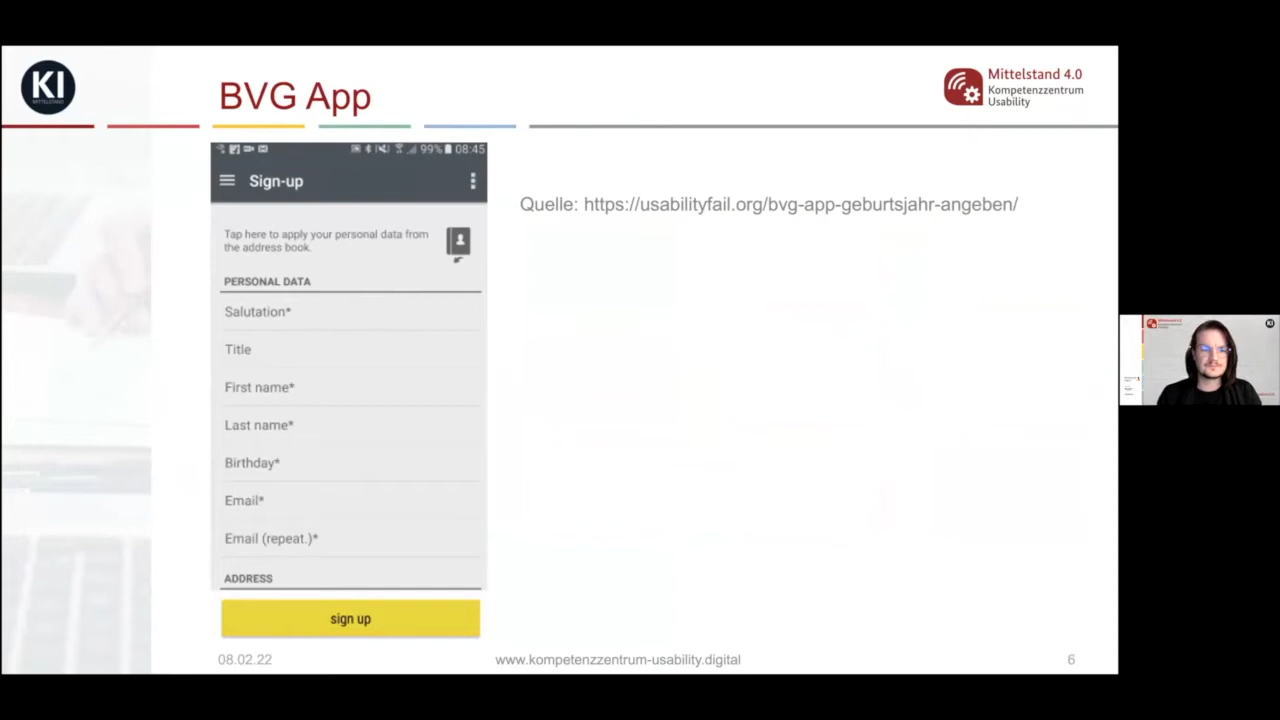 KI
MITTELSTAND
BVG App
Mittelstand 4.0
Kompetenzzentrum
Usability
99% 08:45
Sign-up
Quelle: https://usabilityfail.org/bvg-app-geburtsjahr-angeben/
Tap here to apply your personal data from
the address book.
PERSONAL DATA
Salutation*
Title
First name*
Last name*
Birthday*
Email*
Email (repeat.)*
ADDRESS
sign up
08.02.22
www.kompetenzzentrum-usability.digital
6
KI